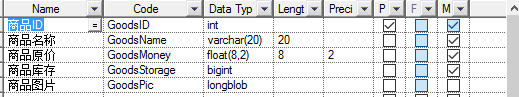 Name Code Data Typ Lengt Preci P F M
商品ID = GoodsID int
商品名称 GoodsName varchar(20) 20
商品原价 GoodsMoney float(8,2) 8 2
商品库存 GoodsStorage bigint
商品图片 GoodsPic longblob